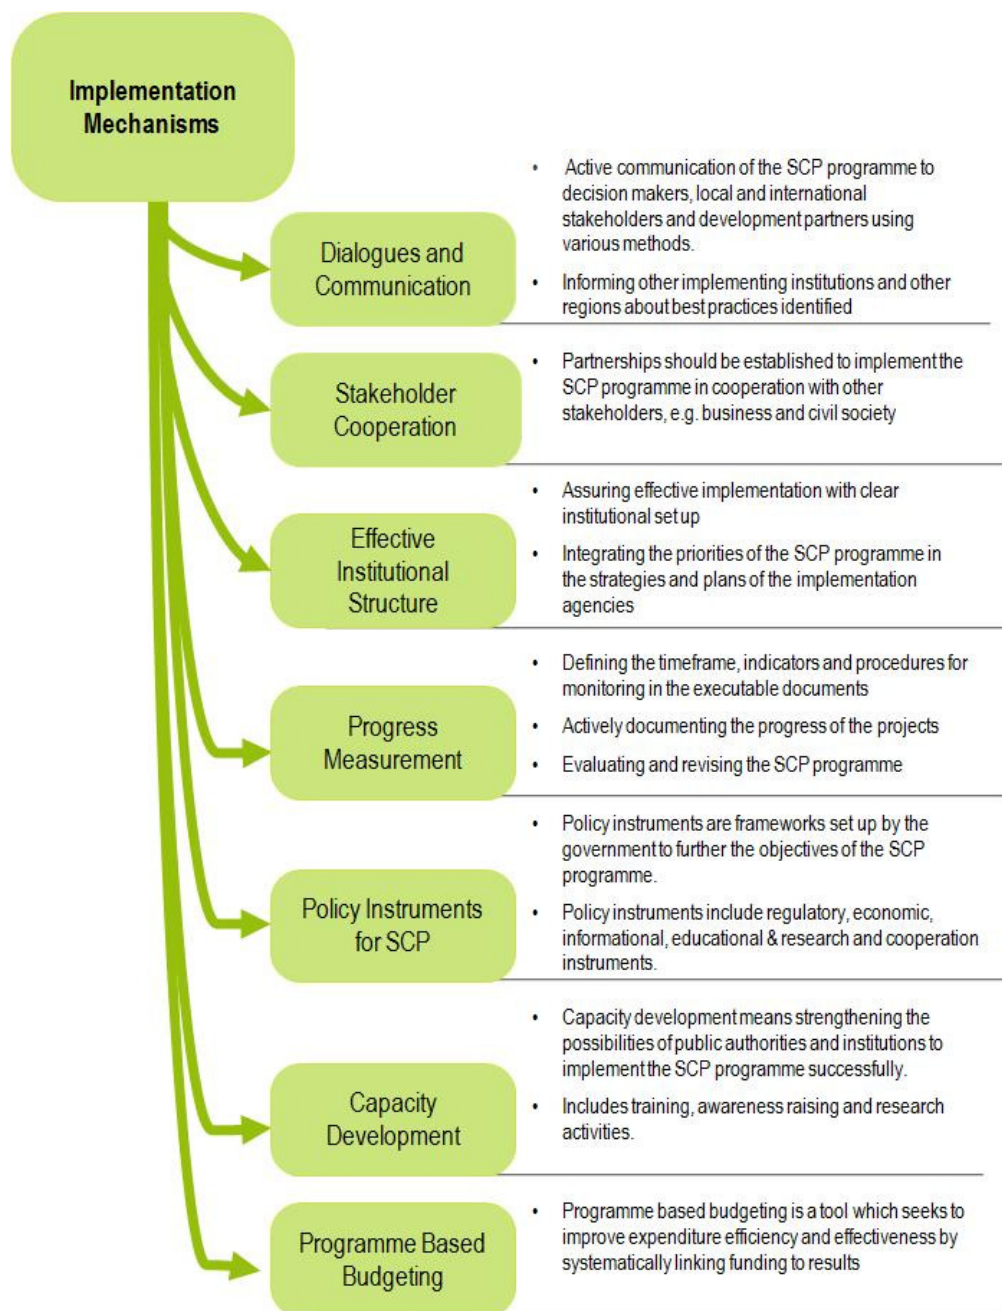 Implementation
Mechanisms
Dialogues and
Communication
• Active communication of the SCP programme to
decision makers, local and international
stakeholders and development partners using
various methods.
• Informing other implementing institutions and other
regions about best practices identified
Stakeholder
Cooperation
• Partnerships should be established to implement the
SCP programme in cooperation with other
stakeholders, e.g. business and civil society
Effective
Institutional
Structure
• Assuring effective implementation with clear
institutional set up
• Integrating the priorities of the SCP programme in
the strategies and plans of the implementation
agencies
Progress
Measurement
• Defining the timeframe, indicators and procedures for
monitoring in the executable documents
• Actively documenting the progress of the projects
• Evaluating and revising the SCP programme
Policy Instruments
for SCP
• Policy instruments are frameworks set up by the
government to further the objectives of the SCP
programme.
• Policy instruments include regulatory, economic,
informational, educational & research and cooperation
instruments.
Capacity
Development
• Capacity development means strengthening the
possibilities of public authorities and institutions to
implement the SCP programme successfully.
• Includes training, awareness raising and research
activities.
Programme Based
Budgeting
• Programme based budgeting is a tool which seeks to
improve expenditure efficiency and effectiveness by
systematically linking funding to results